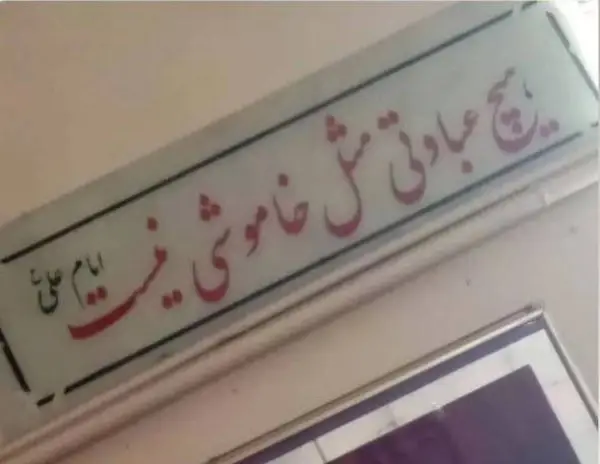 هیچ عبادتی مثل خاموشی نیست
امام علی ع